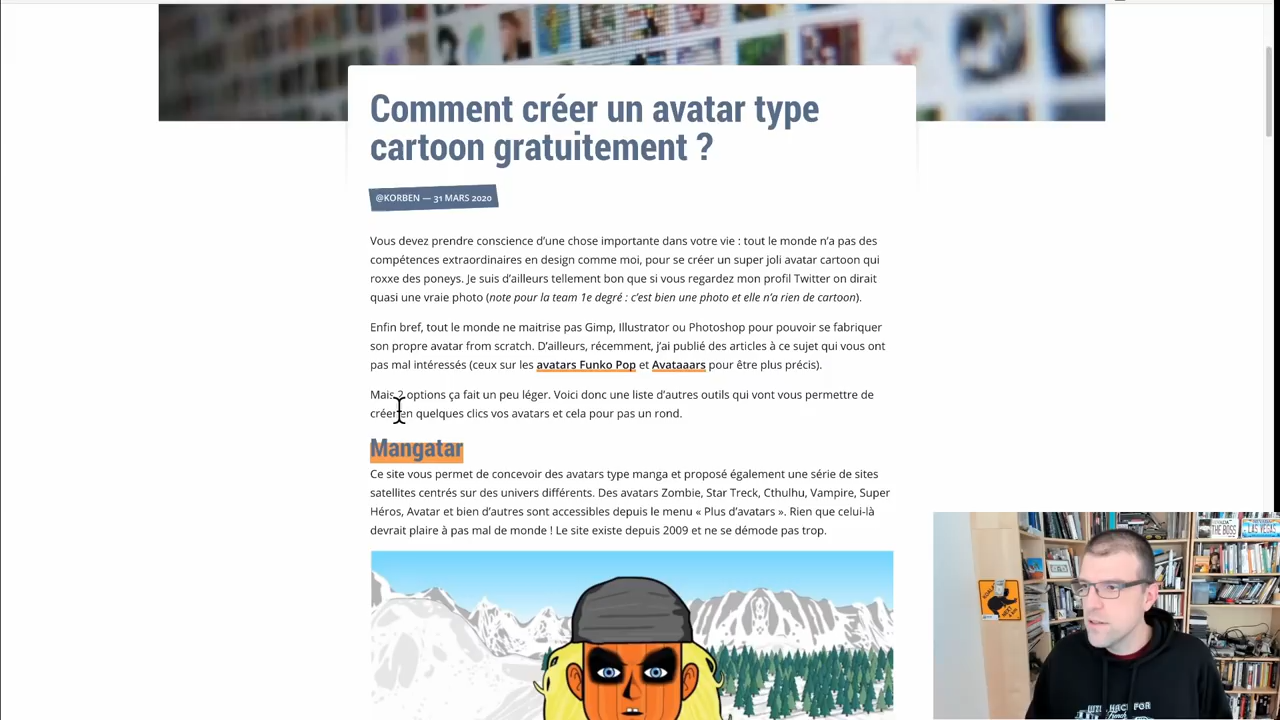 Comment créer un avatar type
cartoon gratuitement ?
@KORBEN — 31 MARS 2020
Vous devez prendre conscience d’une chose importante dans votre vie : tout le monde n’a pas des
compétences extraordinaires en design comme moi, pour se créer un super joli avatar cartoon qui
roxxe des poneys. Je suis d’ailleurs tellement bon que si vous regardez mon profil Twitter on dirait
quasi une vraie photo (note pour la team 1e degré : c’est bien une photo et elle n’a rien de cartoon).
Enfin bref, tout le monde ne maitrise pas Gimp, Illustrator ou Photoshop pour pouvoir se fabriquer
son propre avatar from scratch. D’ailleurs, récemment, j’ai publié des articles à ce sujet qui vous ont
pas mal intéressés (ceux sur les avatars Funko Pop et Avataaars pour être plus précis).
Mais 2 options ça fait un peu léger. Voici donc une liste d’autres outils qui vont vous permettre de
créer en quelques clics vos avatars et cela pour pas un rond.
Mangatar
Ce site vous permet de concevoir des avatars type manga et proposé également une série de sites
satellites centrés sur des univers différents. Des avatars Zombie, Star Treck, Cthulhu, Vampire, Super
Héros, Avatar et bien d’autres sont accessibles depuis le menu « Plus d’avatars ». Rien que celui-là
devrait plaire à pas mal de monde ! Le site existe depuis 2009 et ne se démode pas trop.
THE BOSS
LAS VEGAS
NEXT
HACK FOR